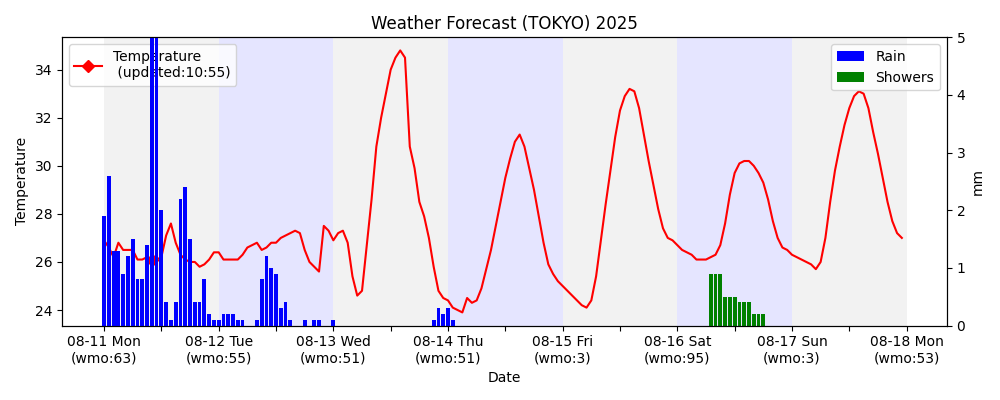 Weather Forecast (TOKYO) 2025
Temperature
(updated:10:55)
Rain
Showers
Temperature
34
32
30
28
26
24
5
4
3
2
1
0
mm
08-11 Mon
(wmo:63)
08-12 Tue
(wmo:55)
08-13 Wed
(wmo:51)
08-14 Thu
(wmo:51)
08-15 Fri
(wmo:3)
08-16 Sat
(wmo:95)
08-17 Sun
(wmo:3)
08-18 Mon
(wmo:53)
Date